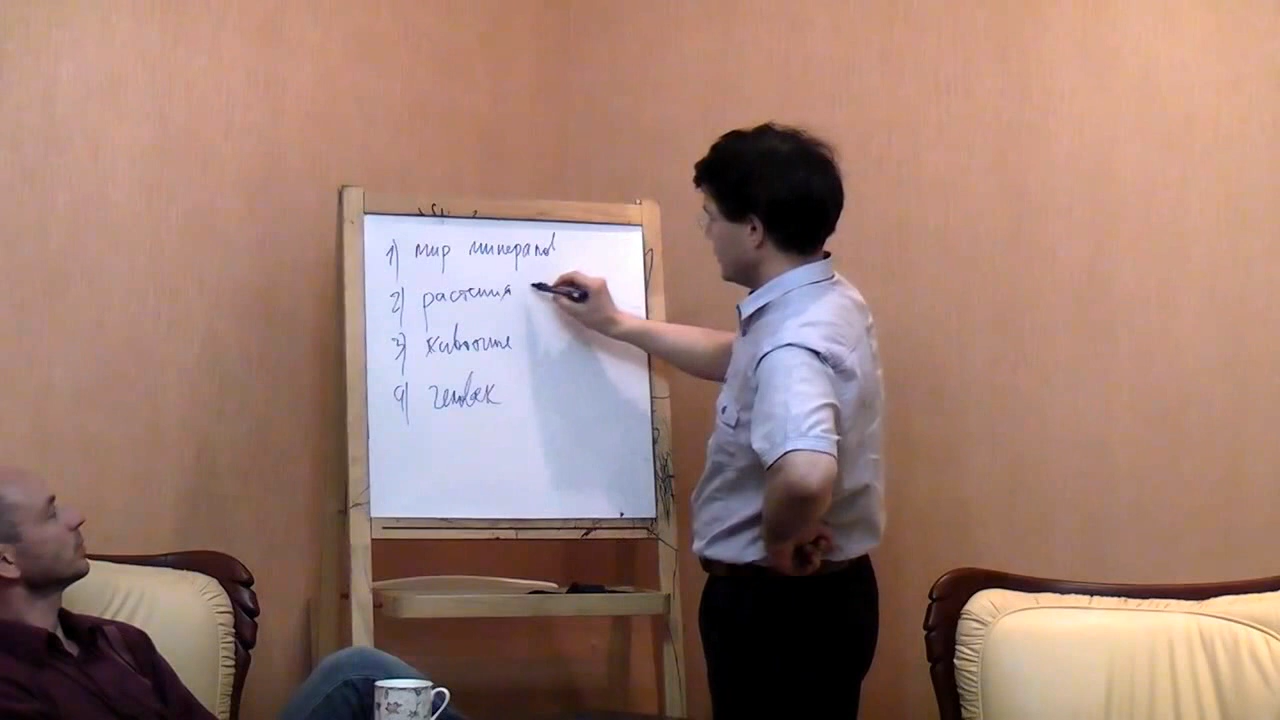 1) мир минералов
2) растения
3) животные
4) человек